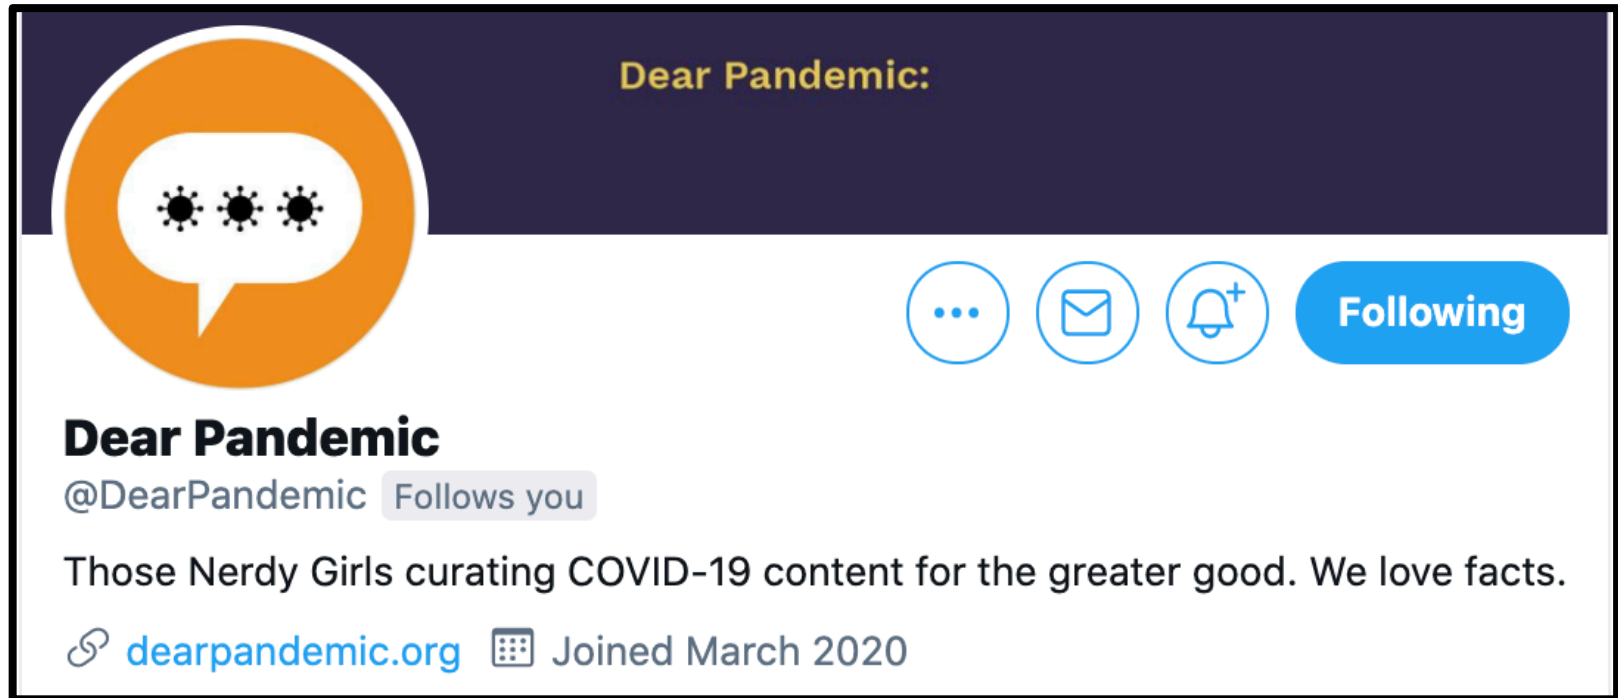 Dear Pandemic:
Following
Dear Pandemic
@DearPandemic Follows you
Those Nerdy Girls curating COVID-19 content for the greater good. We love facts.
dearpandemic.org Joined March 2020